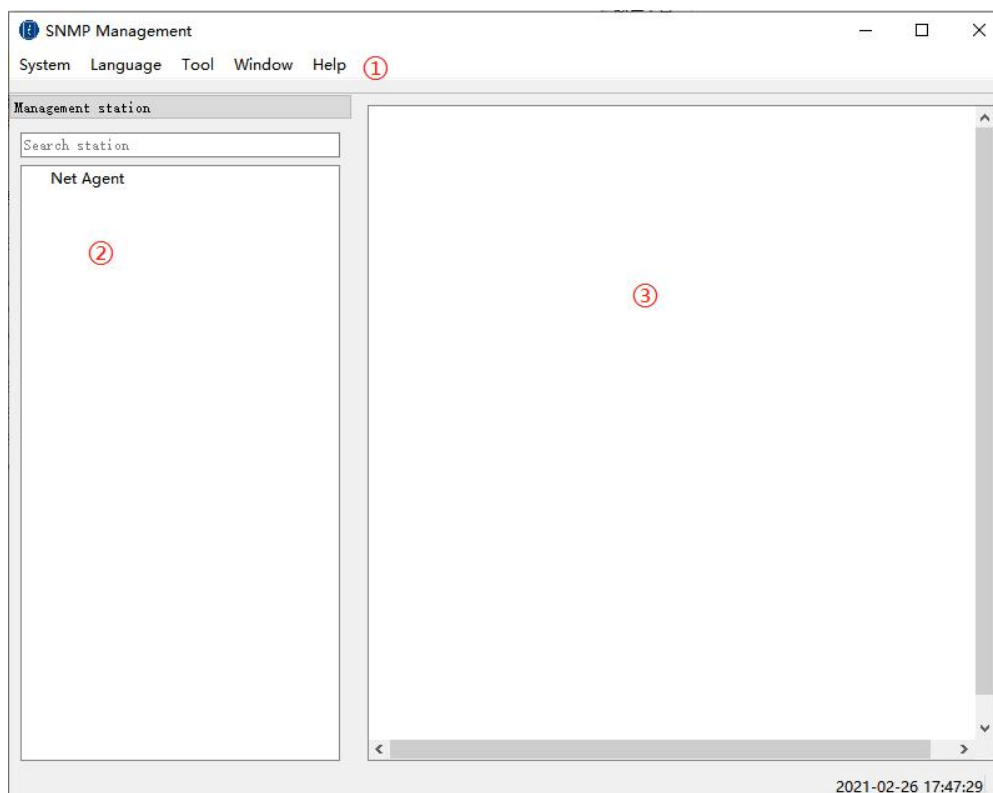 SNMP Management
System Language Tool Window Help ①
Management station
Search station
Net Agent
②
③
2021-02-26 17:47:29